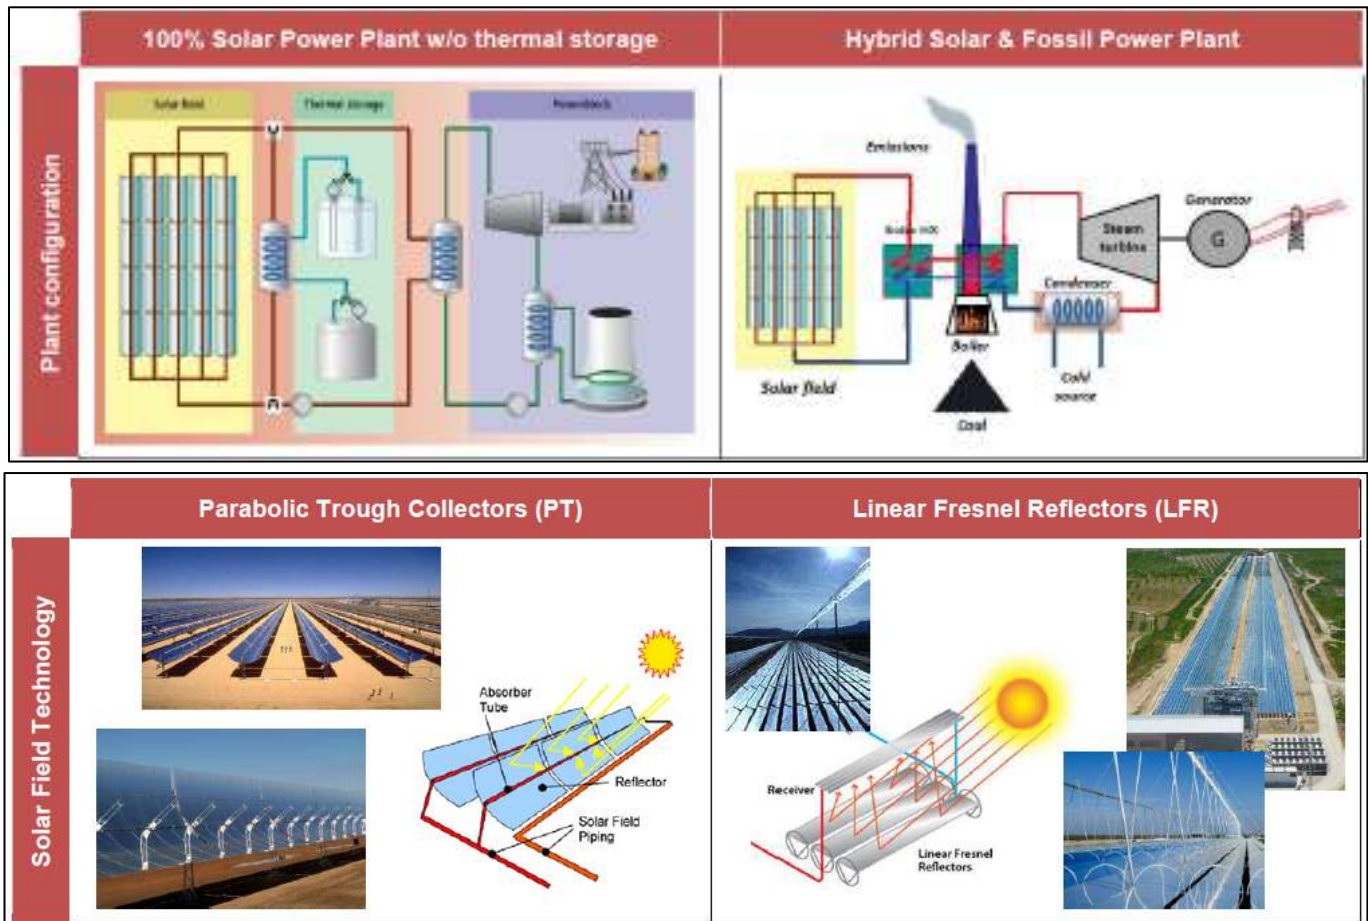 100% Solar Power Plant w/o thermal storage
Hybrid Solar & Fossil Power Plant
Plant configuration
Solar field
Thermal storage
Powerblock
Emissions
Solar field
Boiler
Coal
Steam
turbine
Generator
G
Condenser
Cold
source
Parabolic Trough Collectors (PT)
Linear Fresnel Reflectors (LFR)
Solar Field Technology
Absorber
Tube
Reflector
Solar Field
Piping
Receiver
Linear Fresnel
Reflectors